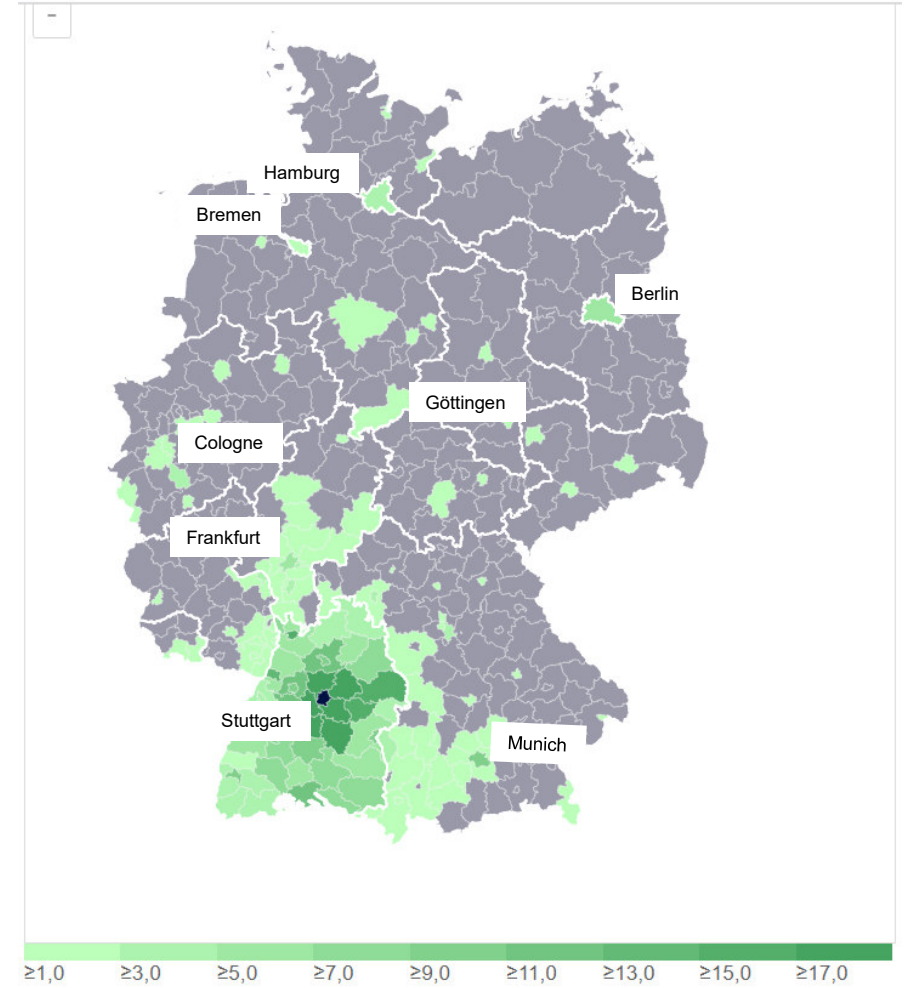 -
Hamburg
Bremen
Berlin
Göttingen
Cologne
Frankfurt
Stuttgart
Munich
≥1,0 ≥3,0 ≥5,0 ≥7,0 ≥9,0 ≥11,0 ≥13,0 ≥15,0 ≥17,0